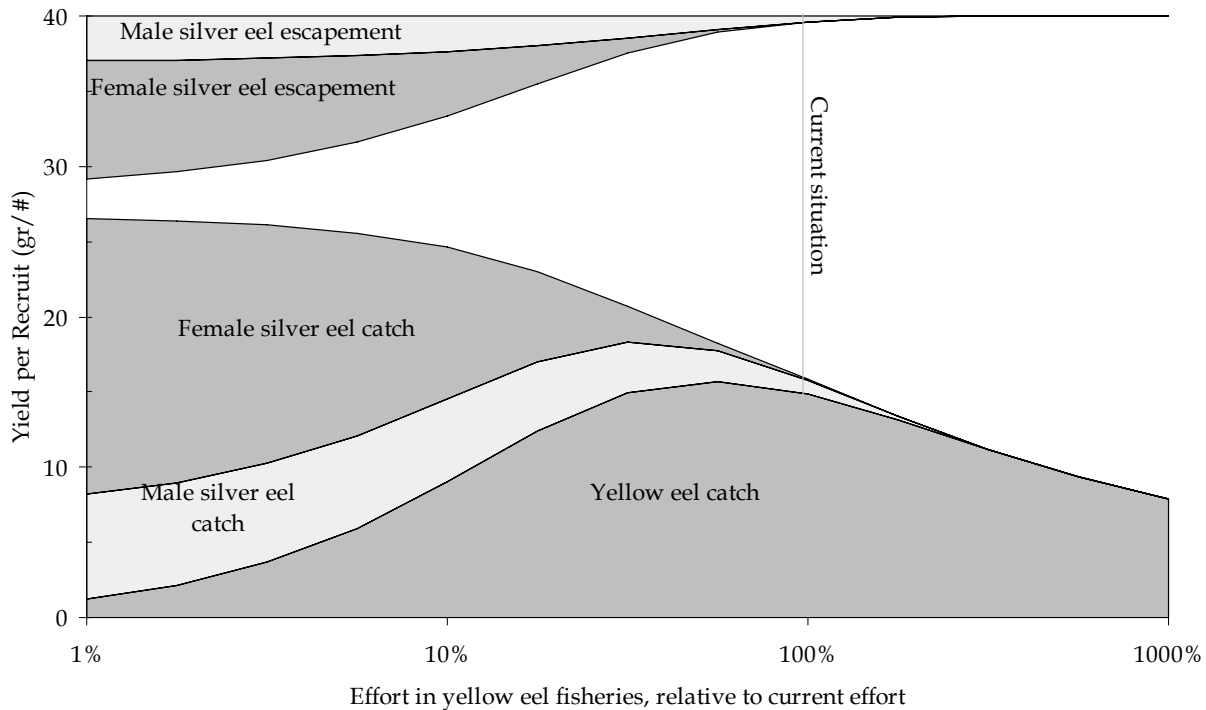 40
Male silver eel escapement
Female silver eel escapement
30
Current situation
Yield per Recruit (gr/#)
20
Female silver eel catch
10
Male silver eel
catch
Yellow eel catch
0
1%
10%
100%
1000%
Effort in yellow eel fisheries, relative to current effort